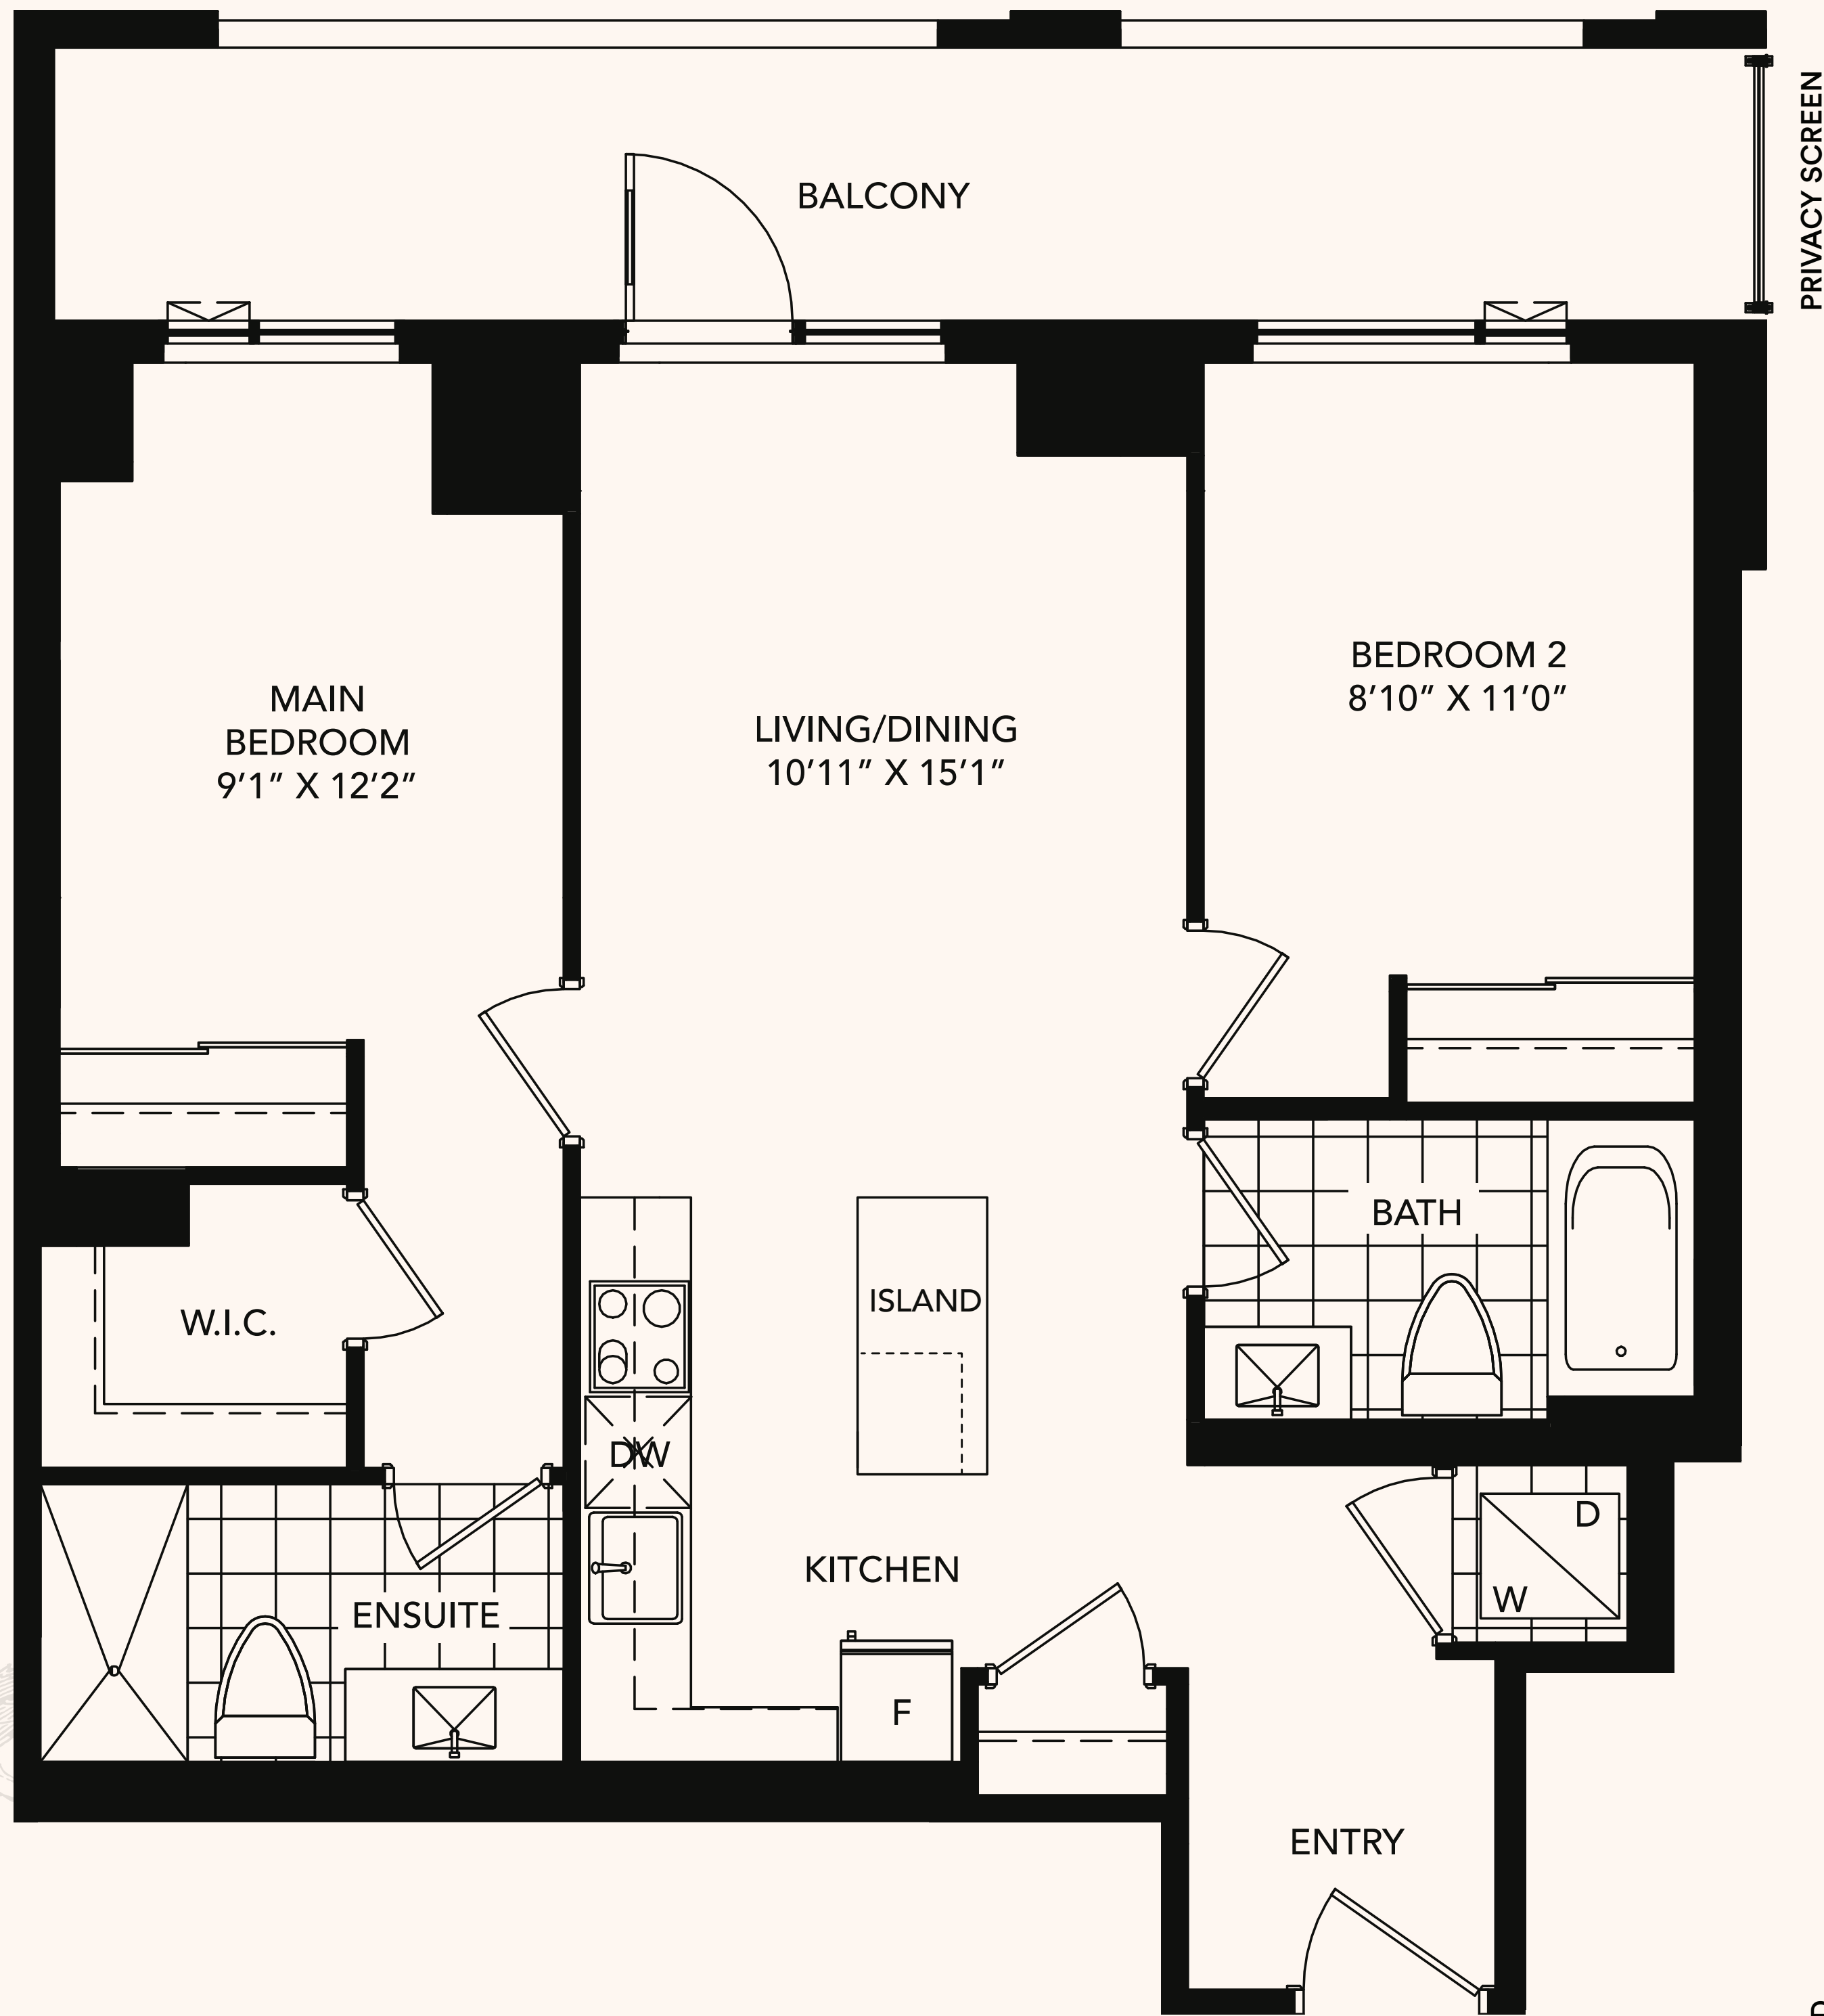 PRIVACY SCREEN
BALCONY
MAIN
BEDROOM
9’1” X 12’2”
LIVING/DINING
10’11” X 15’1”
BEDROOM 2
8’10” X 11’0”
BATH
ISLAND
W.I.C.
DW
D
W
KITCHEN
ENSUITE
F
ENTRY